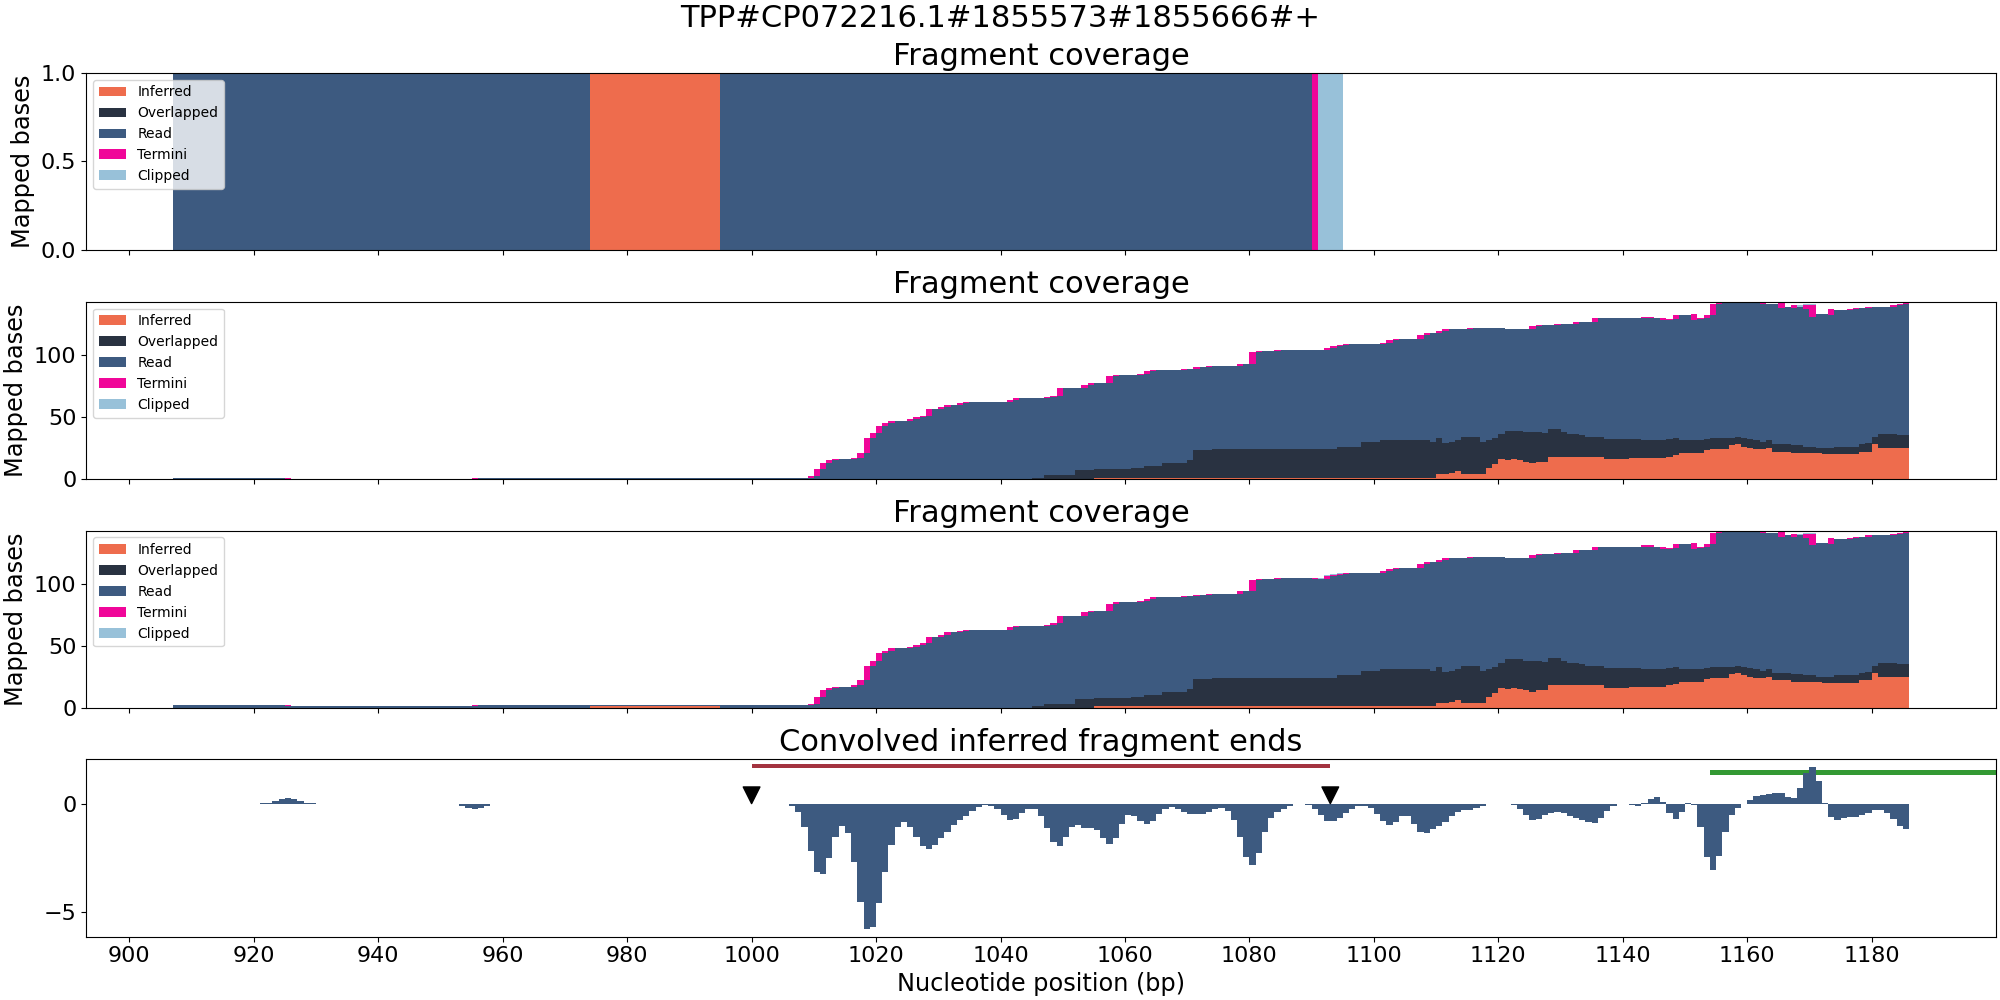 TPP#CP072216.1#1855573#1855666#+
Fragment coverage
Mapped bases
1.0
0.5
0.0
Inferred
Overlapped
Read
Termini
Clipped
Fragment coverage
Mapped bases
100
50
0
Inferred
Overlapped
Read
Termini
Clipped
Fragment coverage
Mapped bases
100
50
0
Inferred
Overlapped
Read
Termini
Clipped
Convolved inferred fragment ends
0
−5
900 920 940 960 980 1000 1020 1040 1060 1080 1100 1120 1140 1160 1180
Nucleotide position (bp)